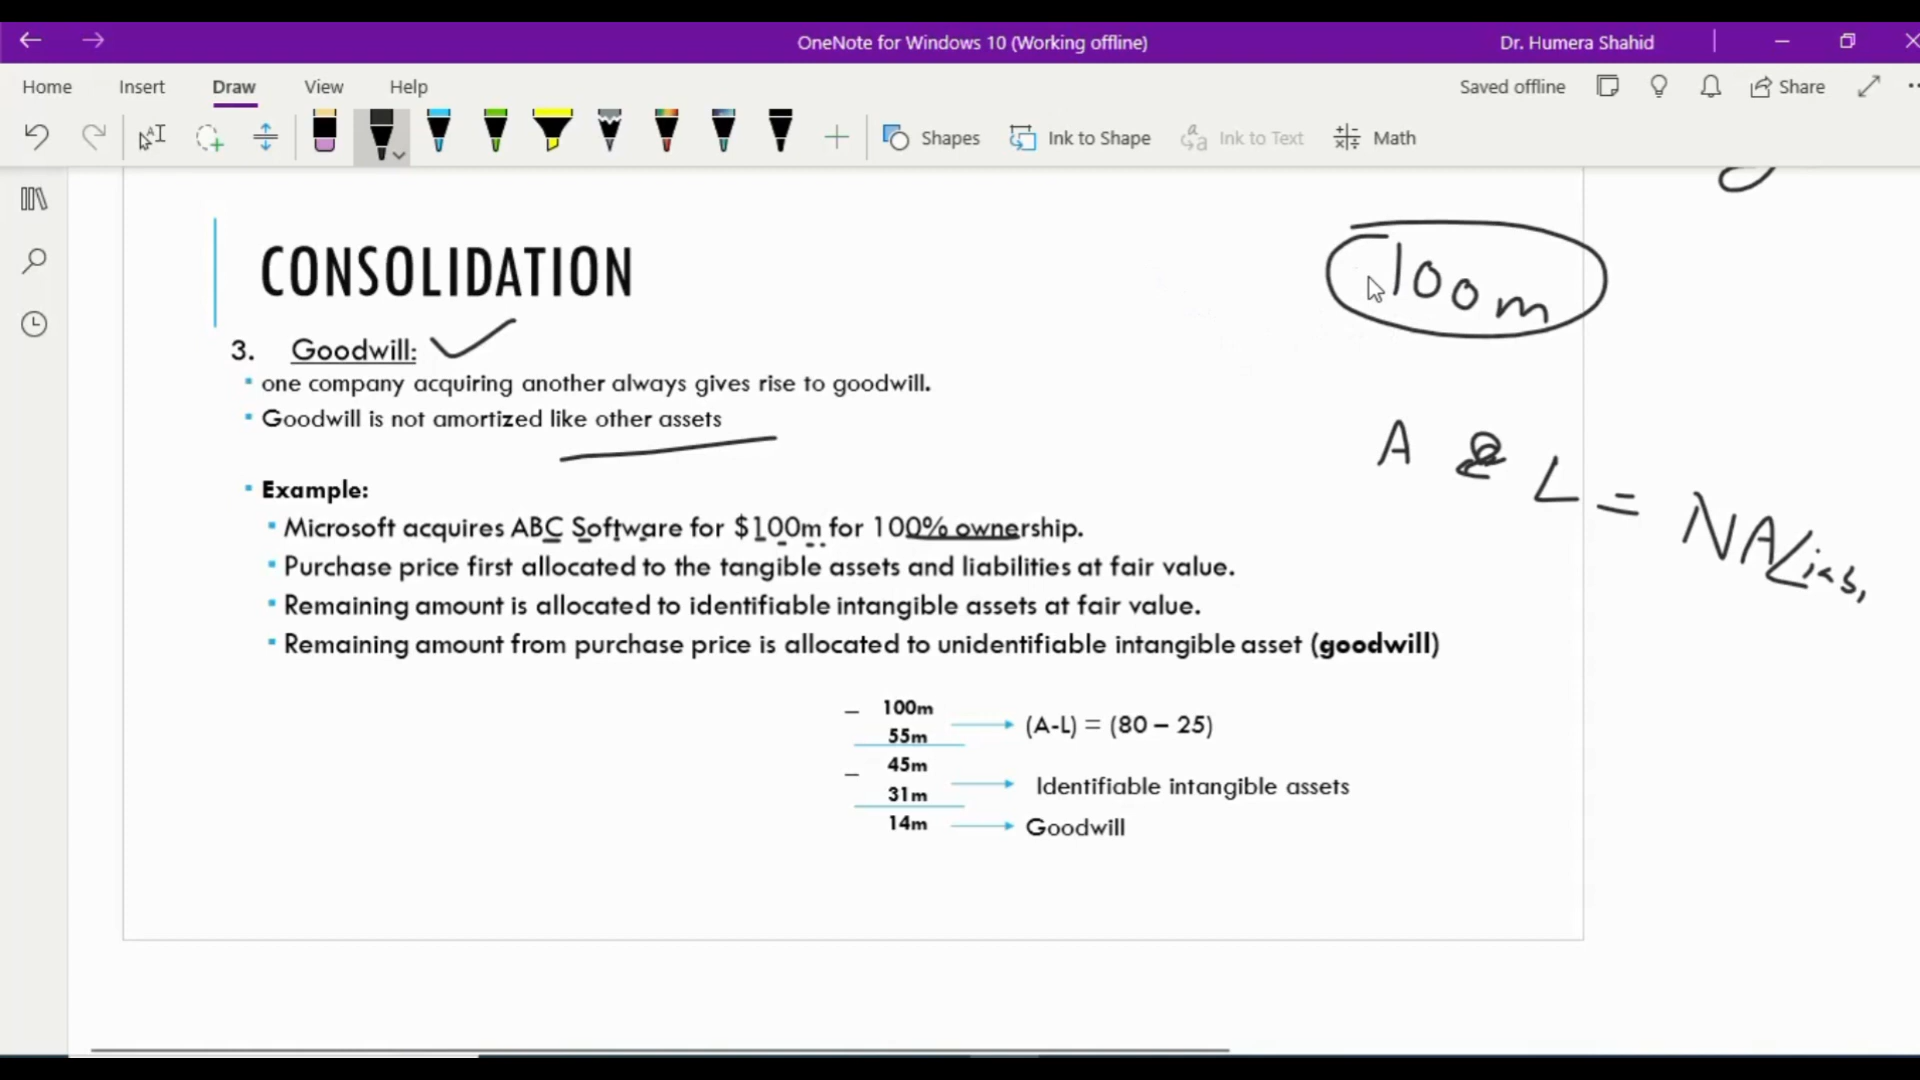 OneNote for Windows 10 (Working offline)
Dr. Humera Shahid
Home Insert Draw View Help
Saved offline
Share
Shapes
Ink to Shape
Ink to Text
Math
100m
CONSOLIDATION
3. Goodwill:
▪ one company acquiring another always gives rise to goodwill.
▪ Goodwill is not amortized like other assets
A & L = NA
▪ Example:
▪ Microsoft acquires ABC Software for $100m for 100% ownership.
▪ Purchase price first allocated to the tangible assets and liabilities at fair value.
▪ Remaining amount is allocated to identifiable intangible assets at fair value.
▪ Remaining amount from purchase price is allocated to unidentifiable intangible asset (goodwill)
– 100m
55m
(A-L) = (80 – 25)
– 45m
31m
Identifiable intangible assets
14m
Goodwill